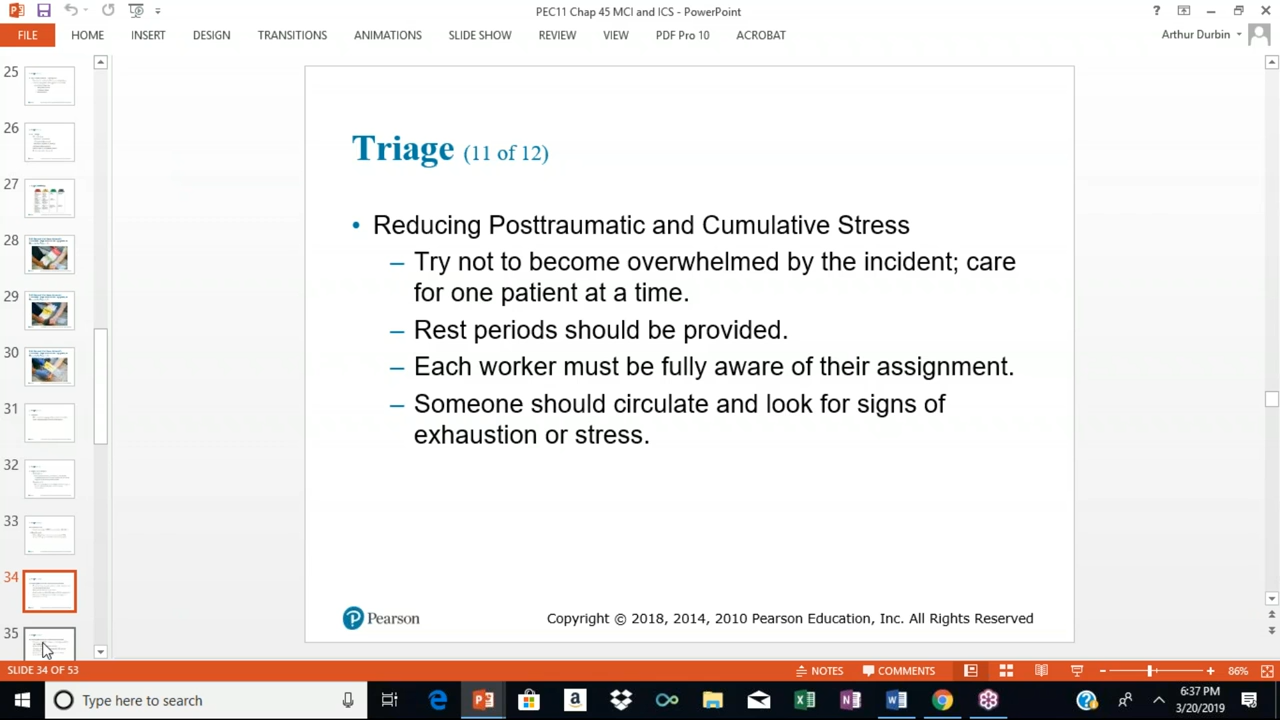 PEC11 Chap 45 MCI and ICS - PowerPoint
?
FILE HOME INSERT DESIGN TRANSITIONS ANIMATIONS SLIDE SHOW REVIEW VIEW PDF Pro 10 ACROBAT
Arthur Durbin
25
26
27
28
29
30
31
32
33
34
35
Triage (11 of 12)
• Reducing Posttraumatic and Cumulative Stress
– Try not to become overwhelmed by the incident; care
for one patient at a time.
– Rest periods should be provided.
– Each worker must be fully aware of their assignment.
– Someone should circulate and look for signs of
exhaustion or stress.
Pearson
Copyright © 2018, 2014, 2010 Pearson Education, Inc. All Rights Reserved
SLIDE 34 OF 53
NOTES COMMENTS
86%
Type here to search
6:37 PM
3/20/2019